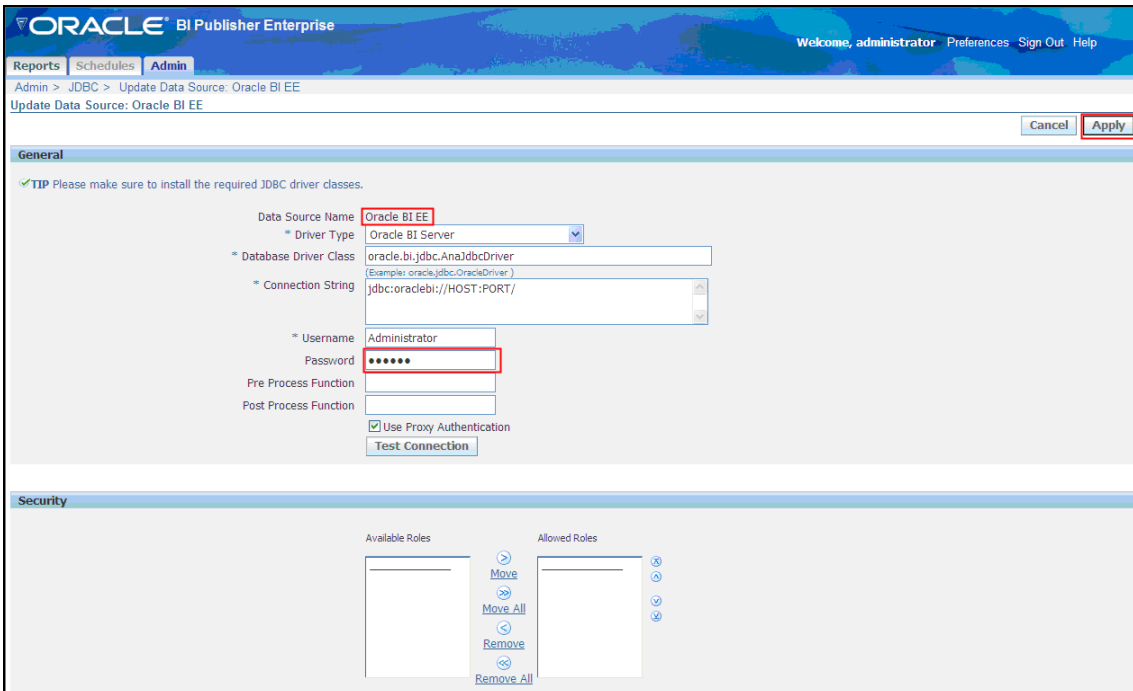 ORACLE BI Publisher Enterprise
Welcome, administrator Preferences Sign Out Help
Reports Schedules Admin
Admin > JDBC > Update Data Source: Oracle BI EE
Update Data Source: Oracle BI EE
Cancel Apply
General
TIP Please make sure to install the required JDBC driver classes.
Data Source Name Oracle BI EE
* Driver Type Oracle BI Server
* Database Driver Class oracle.bi.jdbc.AnaJdbcDriver
(Example: oracle.jdbc.OracleDriver )
* Connection String jdbc:oraclebi://HOST:PORT/
* Username Administrator
Password ••••••
Pre Process Function
Post Process Function
Use Proxy Authentication
Test Connection
Security
Available Roles Allowed Roles
Move
Move All
Remove
Remove All